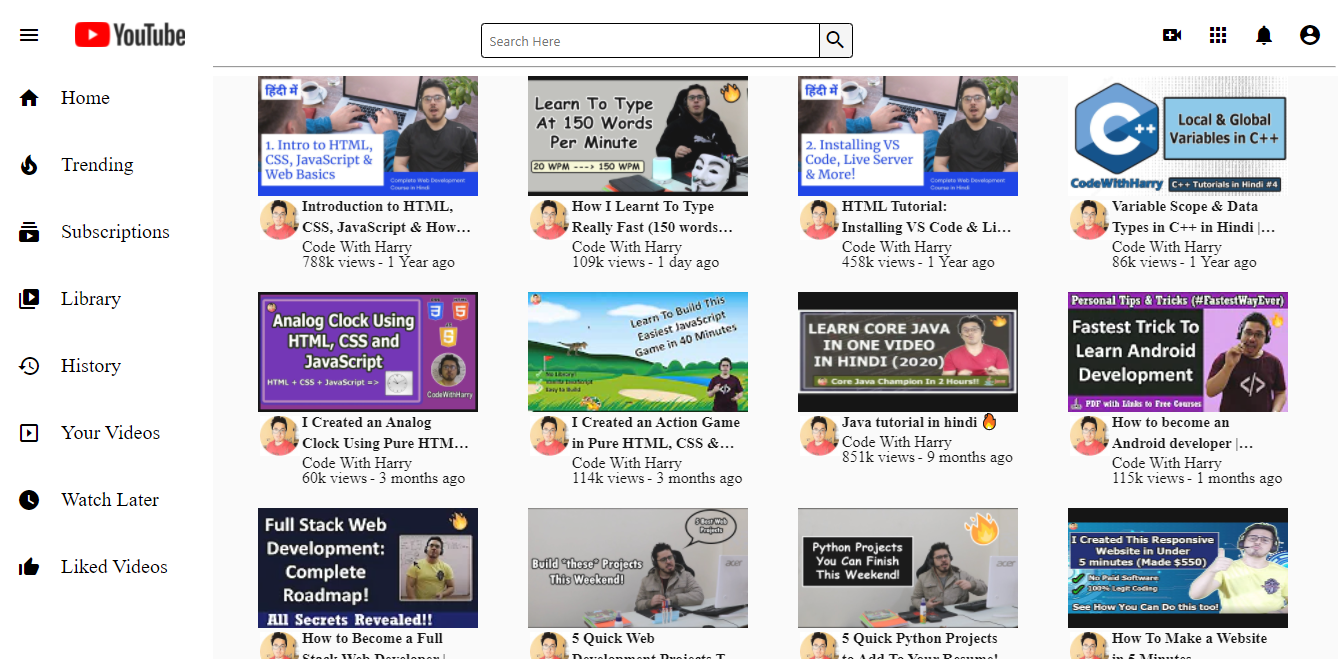 YouTube
Search Here
Home
Trending
Subscriptions
Library
History
Your Videos
Watch Later
Liked Videos
हिंदी में
1. Intro to HTML,
CSS, JavaScript &
Web Basics
Complete Web Development
Course in Hindi
Introduction to HTML,
CSS, JavaScript & How…
Code With Harry
788k views - 1 Year ago
Learn To Type
At 150 Words
Per Minute
20 WPM ---> 150 WPM
How I Learnt To Type
Really Fast (150 words…
Code With Harry
109k views - 1 day ago
हिंदी में
2. Installing VS
Code, Live Server
& More!
Complete Web Development
Course in Hindi
HTML Tutorial:
Installing VS Code & Li…
Code With Harry
458k views - 1 Year ago
C++
Local & Global
Variables in C++
CodeWithHarry
C++ Tutorials in Hindi #4
Variable Scope & Data
Types in C++ in Hindi |…
Code With Harry
86k views - 1 Year ago
Analog Clock Using
HTML, CSS and
JavaScript
HTML + CSS + JavaScript =>
CodeWithHarry
I Created an Analog
Clock Using Pure HTM…
Code With Harry
60k views - 3 months ago
Learn To Build This
Easiest JavaScript
Game in 40 Minutes
No Library!
Easy to Build
I Created an Action Game
in Pure HTML, CSS &…
Code With Harry
114k views - 3 months ago
LEARN CORE JAVA
IN ONE VIDEO
IN HINDI (2020)
Core Java Champion In 2 Hours!!
Java tutorial in hindi 🔥
Code With Harry
851k views - 9 months ago
Personal Tips & Tricks (#FastestWayEver)
Fastest Trick To
Learn Android
Development
</>
PDF with Links to Free Courses
How to become an
Android developer |…
Code With Harry
115k views - 1 months ago
Full Stack Web
Development:
Complete
Roadmap!
All Secrets Revealed!!
How to Become a Full
Stack Web Developer |
5 Best Web
Projects
Build "these" Projects
This Weekend!
acer
5 Quick Web
Development Projects T
Python Projects
You Can Finish
This Weekend!
acer
5 Quick Python Projects
to Add To Your Resume!
I Created This Responsive
Website in Under
5 minutes (Made $550)
No Paid Software
100% Legit Coding
See How You Can Do this too!
How To Make a Website
in 5 Minutes